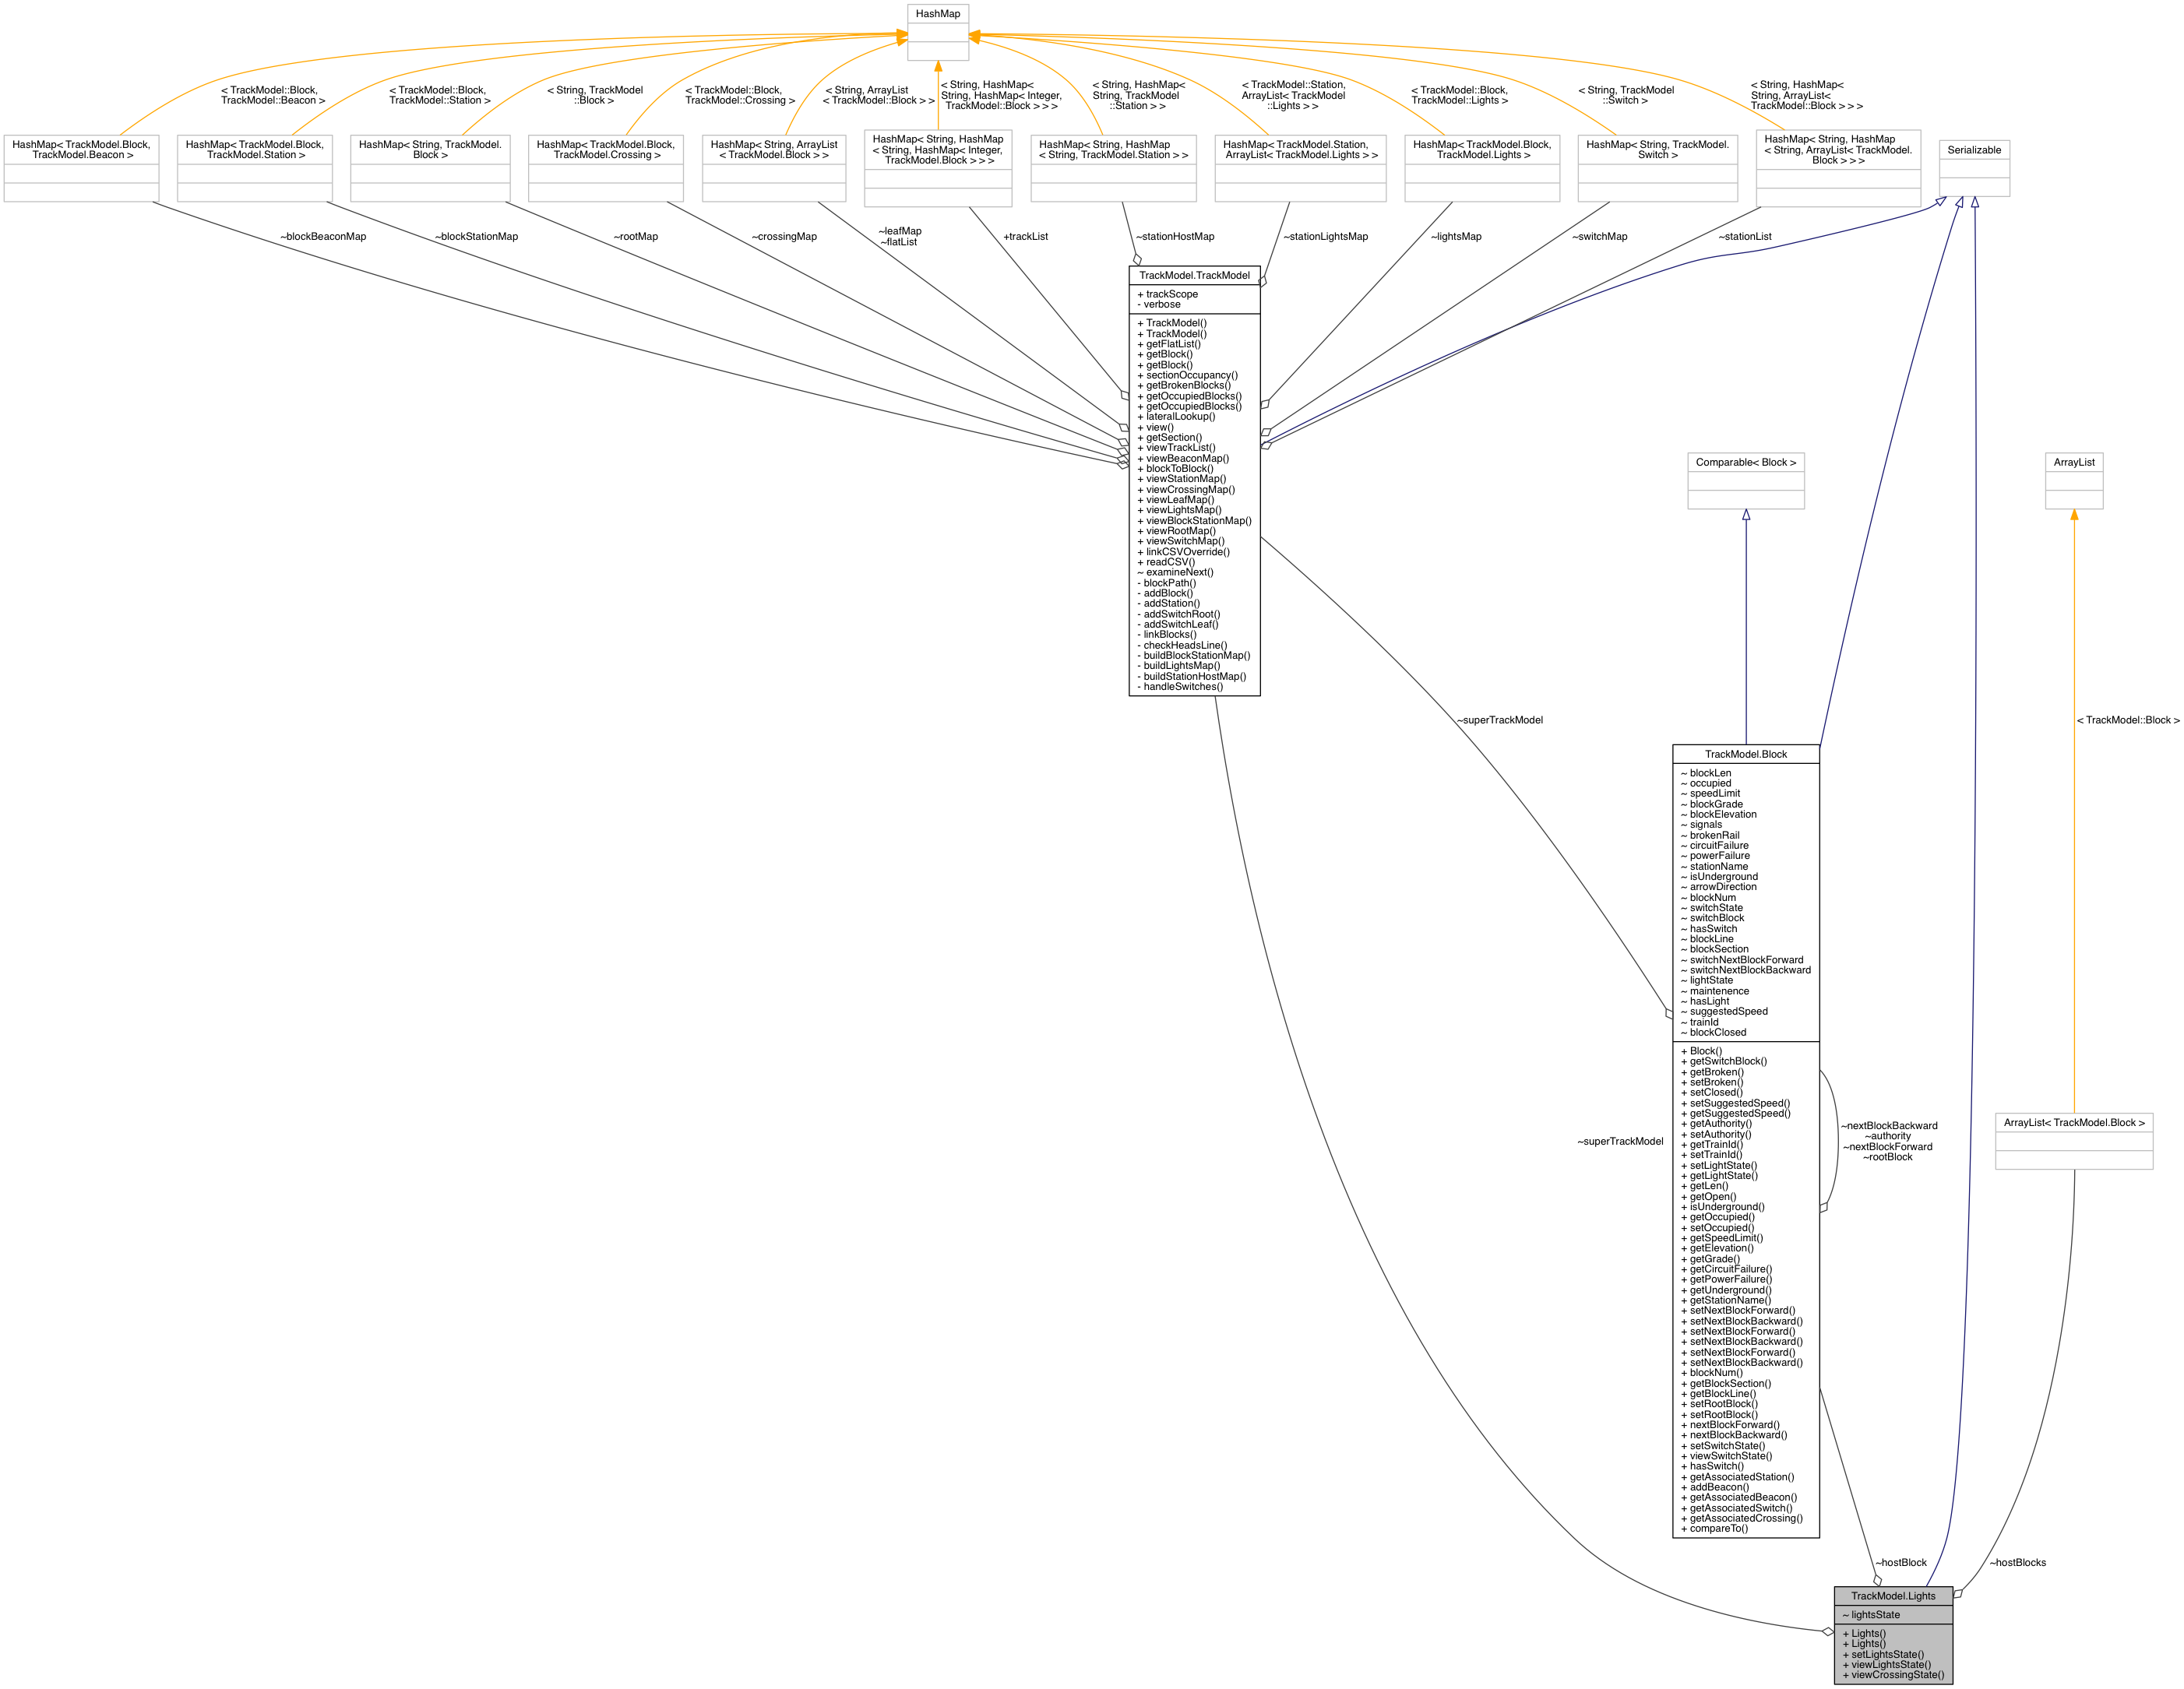 HashMap
< TrackModel::Block,
TrackModel::Beacon >
< TrackModel::Block,
TrackModel::Station >
< String, TrackModel
::Block >
< TrackModel::Block,
TrackModel::Crossing >
< String, ArrayList
< TrackModel::Block > >
< String, HashMap<
String, HashMap< Integer,
TrackModel::Block > > >
< String, HashMap<
String, TrackModel
::Station > >
< TrackModel::Station,
ArrayList< TrackModel
::Lights > >
< TrackModel::Block,
TrackModel::Lights >
< String, TrackModel
::Switch >
< String, HashMap<
String, ArrayList<
TrackModel::Block > > >
HashMap< TrackModel.Block,
TrackModel.Beacon >
HashMap< TrackModel.Block,
TrackModel.Station >
HashMap< String, TrackModel.
Block >
HashMap< TrackModel.Block,
TrackModel.Crossing >
HashMap< String, ArrayList
< TrackModel.Block > >
HashMap< String, HashMap
< String, HashMap< Integer,
TrackModel.Block > > >
HashMap< String, HashMap
< String, TrackModel.Station > >
HashMap< TrackModel.Station,
ArrayList< TrackModel.Lights > >
HashMap< TrackModel.Block,
TrackModel.Lights >
HashMap< String, TrackModel.
Switch >
HashMap< String, HashMap
< String, ArrayList< TrackModel.
Block > > >
Serializable
~blockBeaconMap
~blockStationMap
~rootMap
~crossingMap
~leafMap
~flatList
+trackList
~stationHostMap
~stationLightsMap
~lightsMap
~switchMap
~stationList
TrackModel.TrackModel
+ trackScope
- verbose
+ TrackModel()
+ TrackModel()
+ getFlatList()
+ getBlock()
+ getBlock()
+ sectionOccupancy()
+ getBrokenBlocks()
+ getOccupiedBlocks()
+ getOccupiedBlocks()
+ lateralLookup()
+ view()
+ getSection()
+ viewTrackList()
+ viewBeaconMap()
+ blockToBlock()
+ viewStationMap()
+ viewCrossingMap()
+ viewLeafMap()
+ viewLightsMap()
+ viewBlockStationMap()
+ viewRootMap()
+ viewSwitchMap()
+ linkCSVOverride()
+ readCSV()
~ examineNext()
- blockPath()
- addBlock()
- addStation()
- addSwitchRoot()
- addSwitchLeaf()
- linkBlocks()
- checkHeadsLine()
- buildBlockStationMap()
- buildLightsMap()
- buildStationHostMap()
- handleSwitches()
Comparable< Block >
ArrayList
~superTrackModel
< TrackModel::Block >
TrackModel.Block
~ blockLen
~ occupied
~ speedLimit
~ blockGrade
~ blockElevation
~ signals
~ brokenRail
~ circuitFailure
~ powerFailure
~ stationName
~ isUnderground
~ arrowDirection
~ blockNum
~ switchState
~ switchBlock
~ hasSwitch
~ blockLine
~ blockSection
~ switchNextBlockForward
~ switchNextBlockBackward
~ lightState
~ maintenence
~ hasLight
~ suggestedSpeed
~ trainId
~ blockClosed
+ Block()
+ getSwitchBlock()
+ getBroken()
+ setBroken()
+ setClosed()
+ setSuggestedSpeed()
+ getSuggestedSpeed()
+ getAuthority()
+ setAuthority()
+ getTrainId()
+ setTrainId()
+ setLightState()
+ getLightState()
+ getLen()
+ getOpen()
+ isUnderground()
+ getOccupied()
+ setOccupied()
+ getSpeedLimit()
+ getElevation()
+ getGrade()
+ getCircuitFailure()
+ getPowerFailure()
+ getUnderground()
+ getStationName()
+ setNextBlockForward()
+ setNextBlockBackward()
+ setNextBlockForward()
+ setNextBlockBackward()
+ setNextBlockForward()
+ setNextBlockBackward()
+ blockNum()
+ getBlockSection()
+ getBlockLine()
+ setRootBlock()
+ setRootBlock()
+ nextBlockForward()
+ nextBlockBackward()
+ setSwitchState()
+ viewSwitchState()
+ hasSwitch()
+ getAssociatedStation()
+ addBeacon()
+ getAssociatedBeacon()
+ getAssociatedSwitch()
+ getAssociatedCrossing()
+ compareTo()
~nextBlockBackward
~authority
~nextBlockForward
~rootBlock
ArrayList< TrackModel.Block >
~superTrackModel
~hostBlock
~hostBlocks
TrackModel.Lights
~ lightsState
+ Lights()
+ Lights()
+ setLightsState()
+ viewLightsState()
+ viewCrossingState()